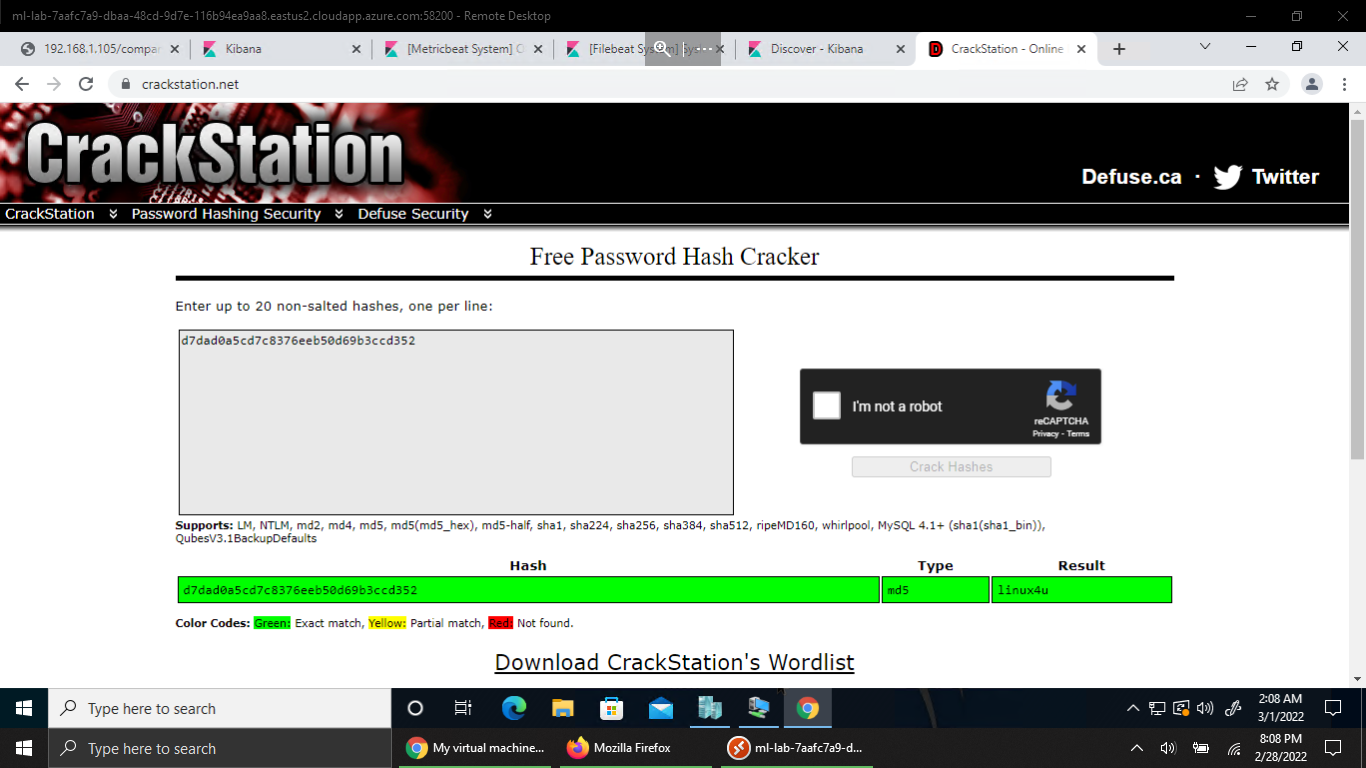 ml-lab-7aafc7a9-dbaa-48cd-9d7e-116b94ea9aa8.eastus2.cloudapp.azure.com:58200 - Remote Desktop
192.168.1.105/compa
Kibana
[Metricbeat System]
[Filebeat
Discover - Kibana
CrackStation - Online
crackstation.net
CrackStation
Defuse.ca · Twitter
CrackStation Password Hashing Security Defuse Security
Free Password Hash Cracker
Enter up to 20 non-salted hashes, one per line:
d7dad0a5cd7c8376eeb50d69b3ccd352
I'm not a robot
reCAPTCHA
Privacy - Terms
Crack Hashes
Supports: LM, NTLM, md2, md4, md5, md5(md5_hex), md5-half, sha1, sha224, sha256, sha384, sha512, ripeMD160, whirlpool, MySQL 4.1+ (sha1(sha1_bin)),
QubesV3.1BackupDefaults
Hash Type Result
d7dad0a5cd7c8376eeb50d69b3ccd352 md5 linux4u
Color Codes: Green: Exact match, Yellow: Partial match, Red: Not found.
Download CrackStation's Wordlist
Type here to search
2:08 AM
3/1/2022
Type here to search
My virtual machine...
Mozilla Firefox
ml-lab-7aafc7a9-d...
8:08 PM
2/28/2022